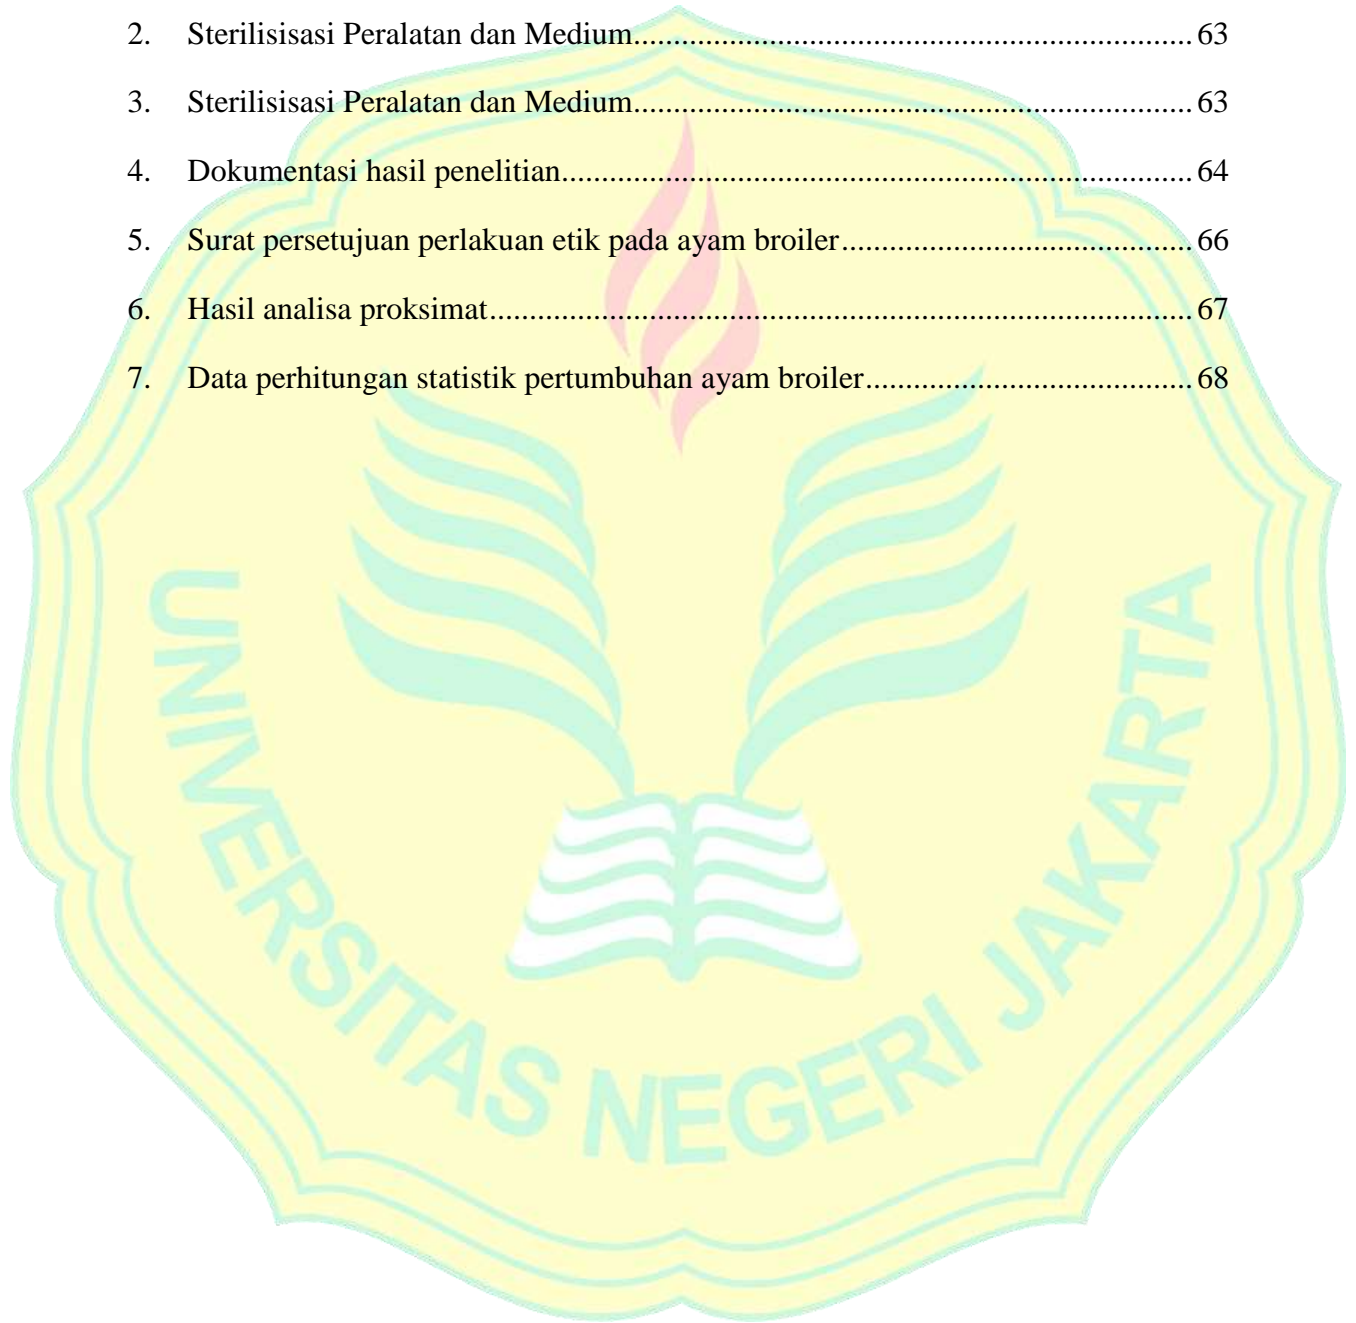 2. Sterilisisasi Peralatan dan Medium.....................................................................63
3. Sterilisisasi Peralatan dan Medium.....................................................................63
4. Dokumentasi hasil penelitian..............................................................................64
5. Surat persetujuan perlakuan etik pada ayam broiler...........................................66
6. Hasil analisa proksimat.......................................................................................67
7. Data perhitungan statistik pertumbuhan ayam broiler........................................68
UNIVERSITAS NEGERI JAKARTA